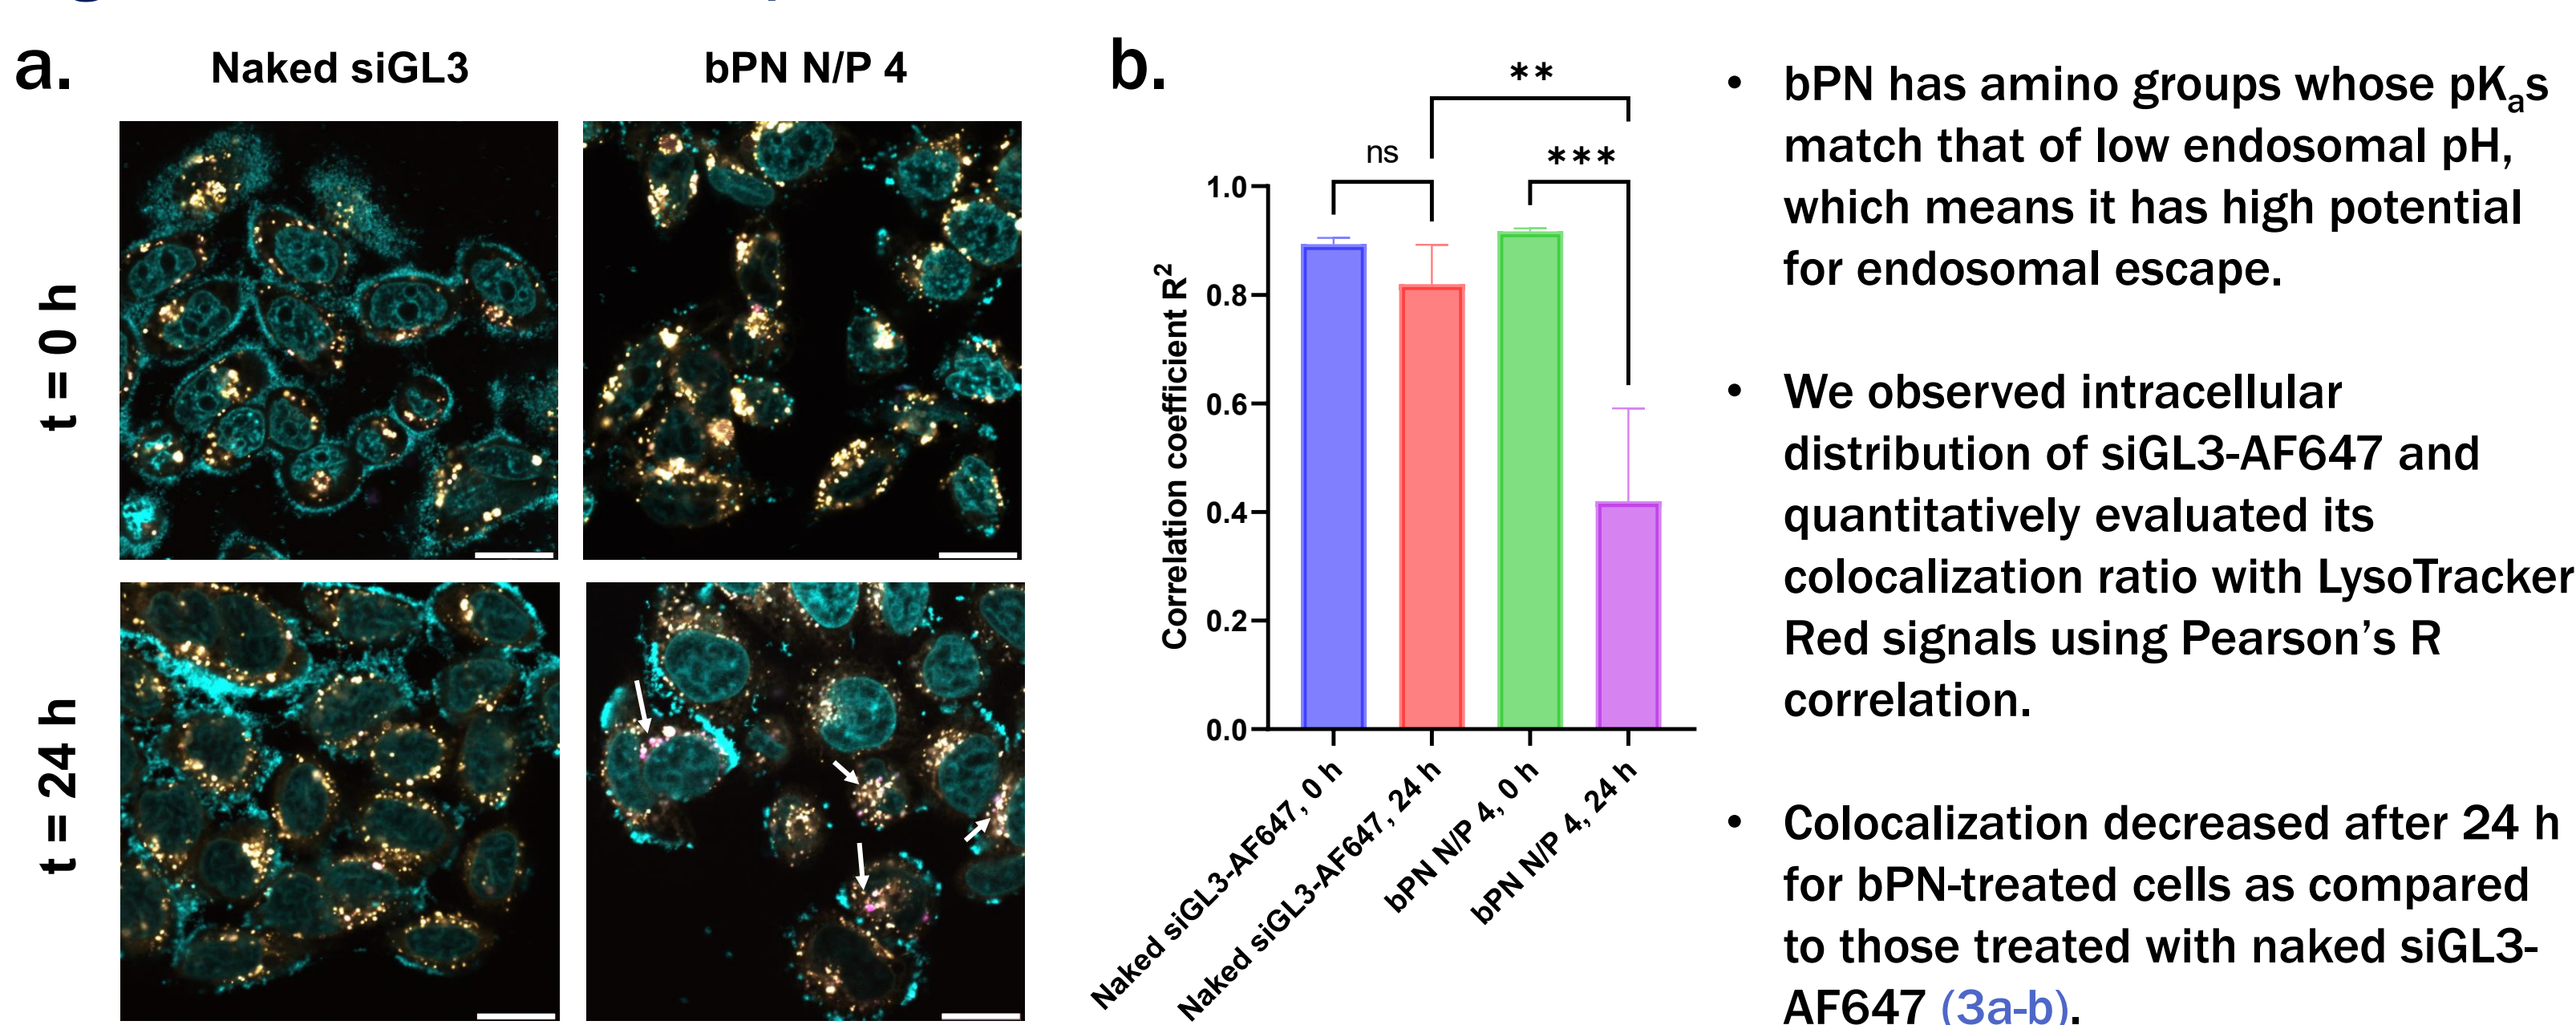 a.
Naked siGL3
bPN N/P 4
t = 0 h
t = 24 h
b.
**
ns
***
Correlation coefficient R²
1.0
0.8
0.6
0.4
0.2
0.0
Naked siGL3-AF647, 0 h
Naked siGL3-AF647, 24 h
bPN N/P 4, 0 h
bPN N/P 4, 24 h
• bPN has amino groups whose pKₐs
match that of low endosomal pH,
which means it has high potential
for endosomal escape.
• We observed intracellular
distribution of siGL3-AF647 and
quantitatively evaluated its
colocalization ratio with LysoTracker
Red signals using Pearson’s R
correlation.
• Colocalization decreased after 24 h
for bPN-treated cells as compared
to those treated with naked siGL3-
AF647 (3a-b).